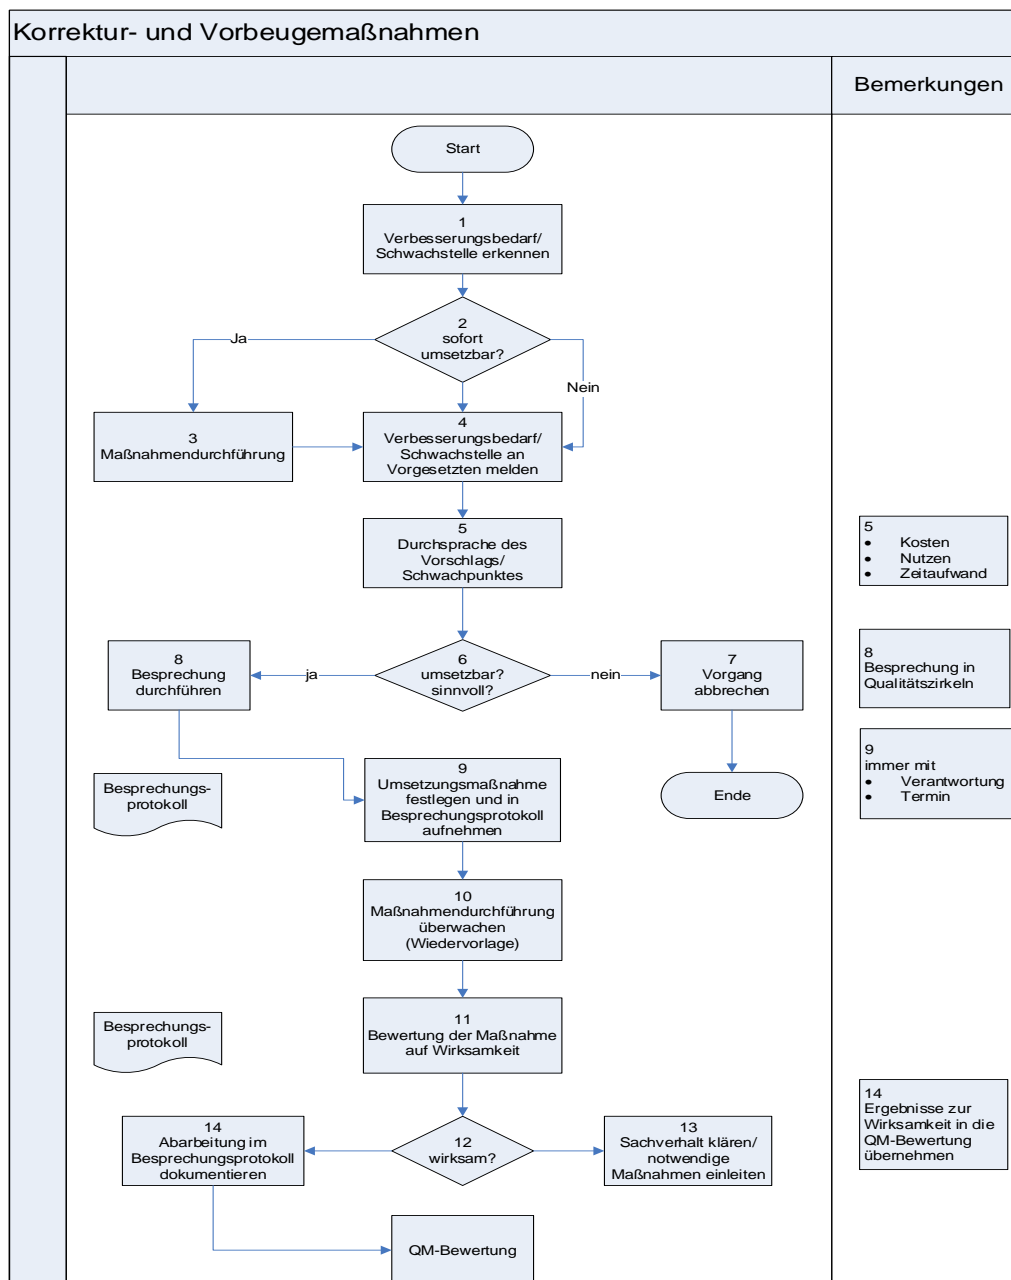 Korrektur- und Vorbeugemaßnahmen
Bemerkungen
Start
1
Verbesserungsbedarf/
Schwachstelle erkennen
2
sofort
umsetzbar?
Ja
Nein
3
Maßnahmendurchführung
4
Verbesserungsbedarf/
Schwachstelle an
Vorgesetzten melden
5
Durchsprache des
Vorschlags/
Schwachpunktes
5
• Kosten
• Nutzen
• Zeitaufwand
8
Besprechung
durchführen
ja
6
umsetzbar?
sinnvoll?
nein
7
Vorgang
abbrechen
8
Besprechung in
Qualitätszirkeln
Besprechungs-
protokoll
9
Umsetzungsmaßnahme
festlegen und in
Besprechungsprotokoll
aufnehmen
Ende
9
immer mit
• Verantwortung
• Termin
10
Maßnahmendurchführung
überwachen
(Wiedervorlage)
Besprechungs-
protokoll
11
Bewertung der Maßnahme
auf Wirksamkeit
14
Abarbeitung im
Besprechungsprotokoll
dokumentieren
12
wirksam?
13
Sachverhalt klären/
notwendige
Maßnahmen einleiten
14
Ergebnisse zur
Wirksamkeit in die
QM-Bewertung
übernehmen
QM-Bewertung